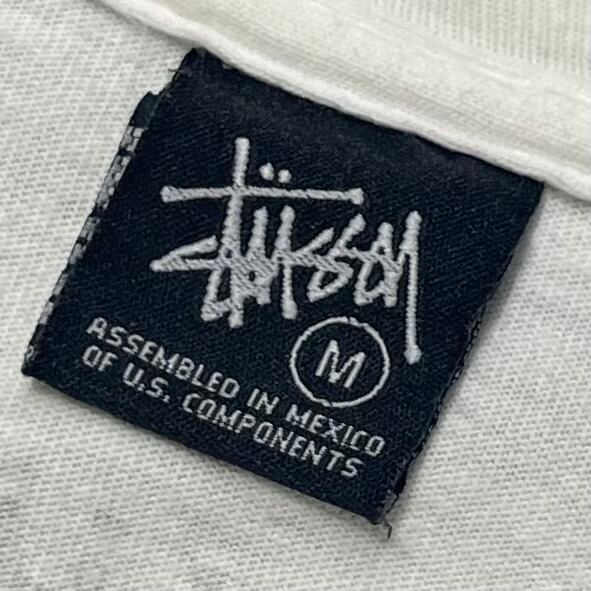 Stüssy
M
ASSEMBLED IN MEXICO
OF U.S. COMPONENTS